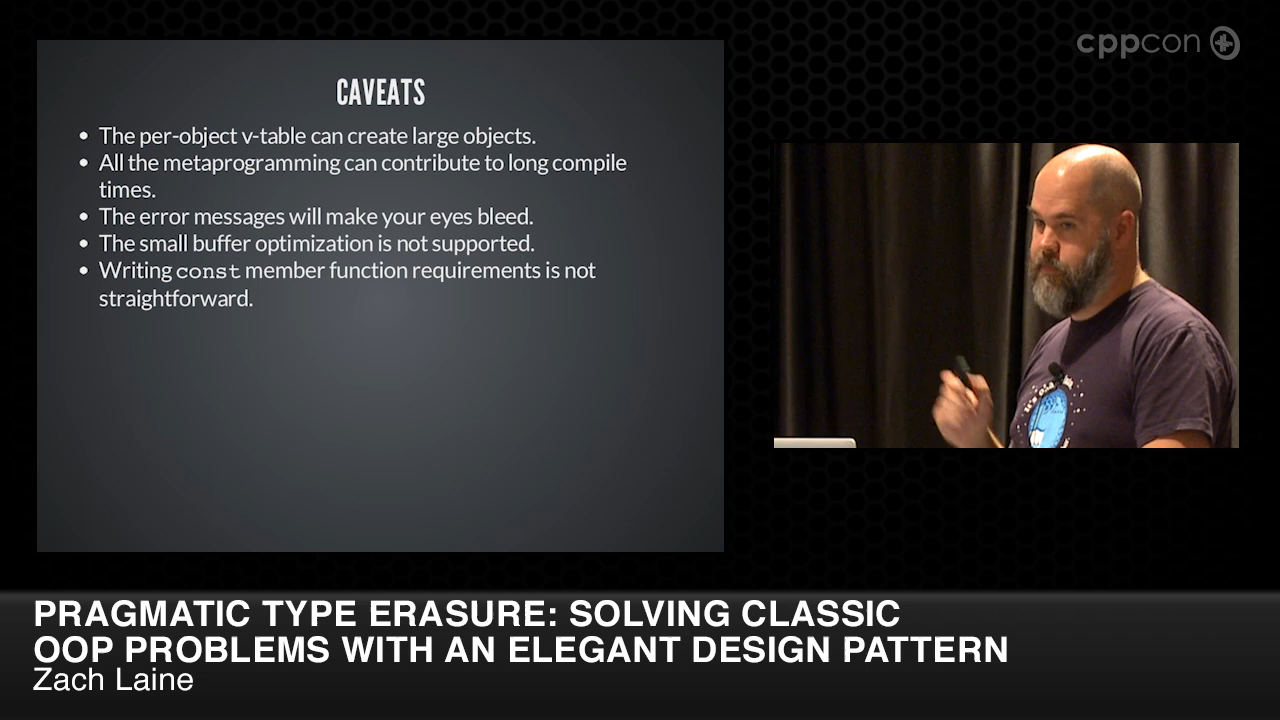 cppcon
CAVEATS
• The per-object v-table can create large objects.
• All the metaprogramming can contribute to long compile
times.
• The error messages will make your eyes bleed.
• The small buffer optimization is not supported.
• Writing const member function requirements is not
straightforward.
PRAGMATIC TYPE ERASURE: SOLVING CLASSIC
OOP PROBLEMS WITH AN ELEGANT DESIGN PATTERN
Zach Laine